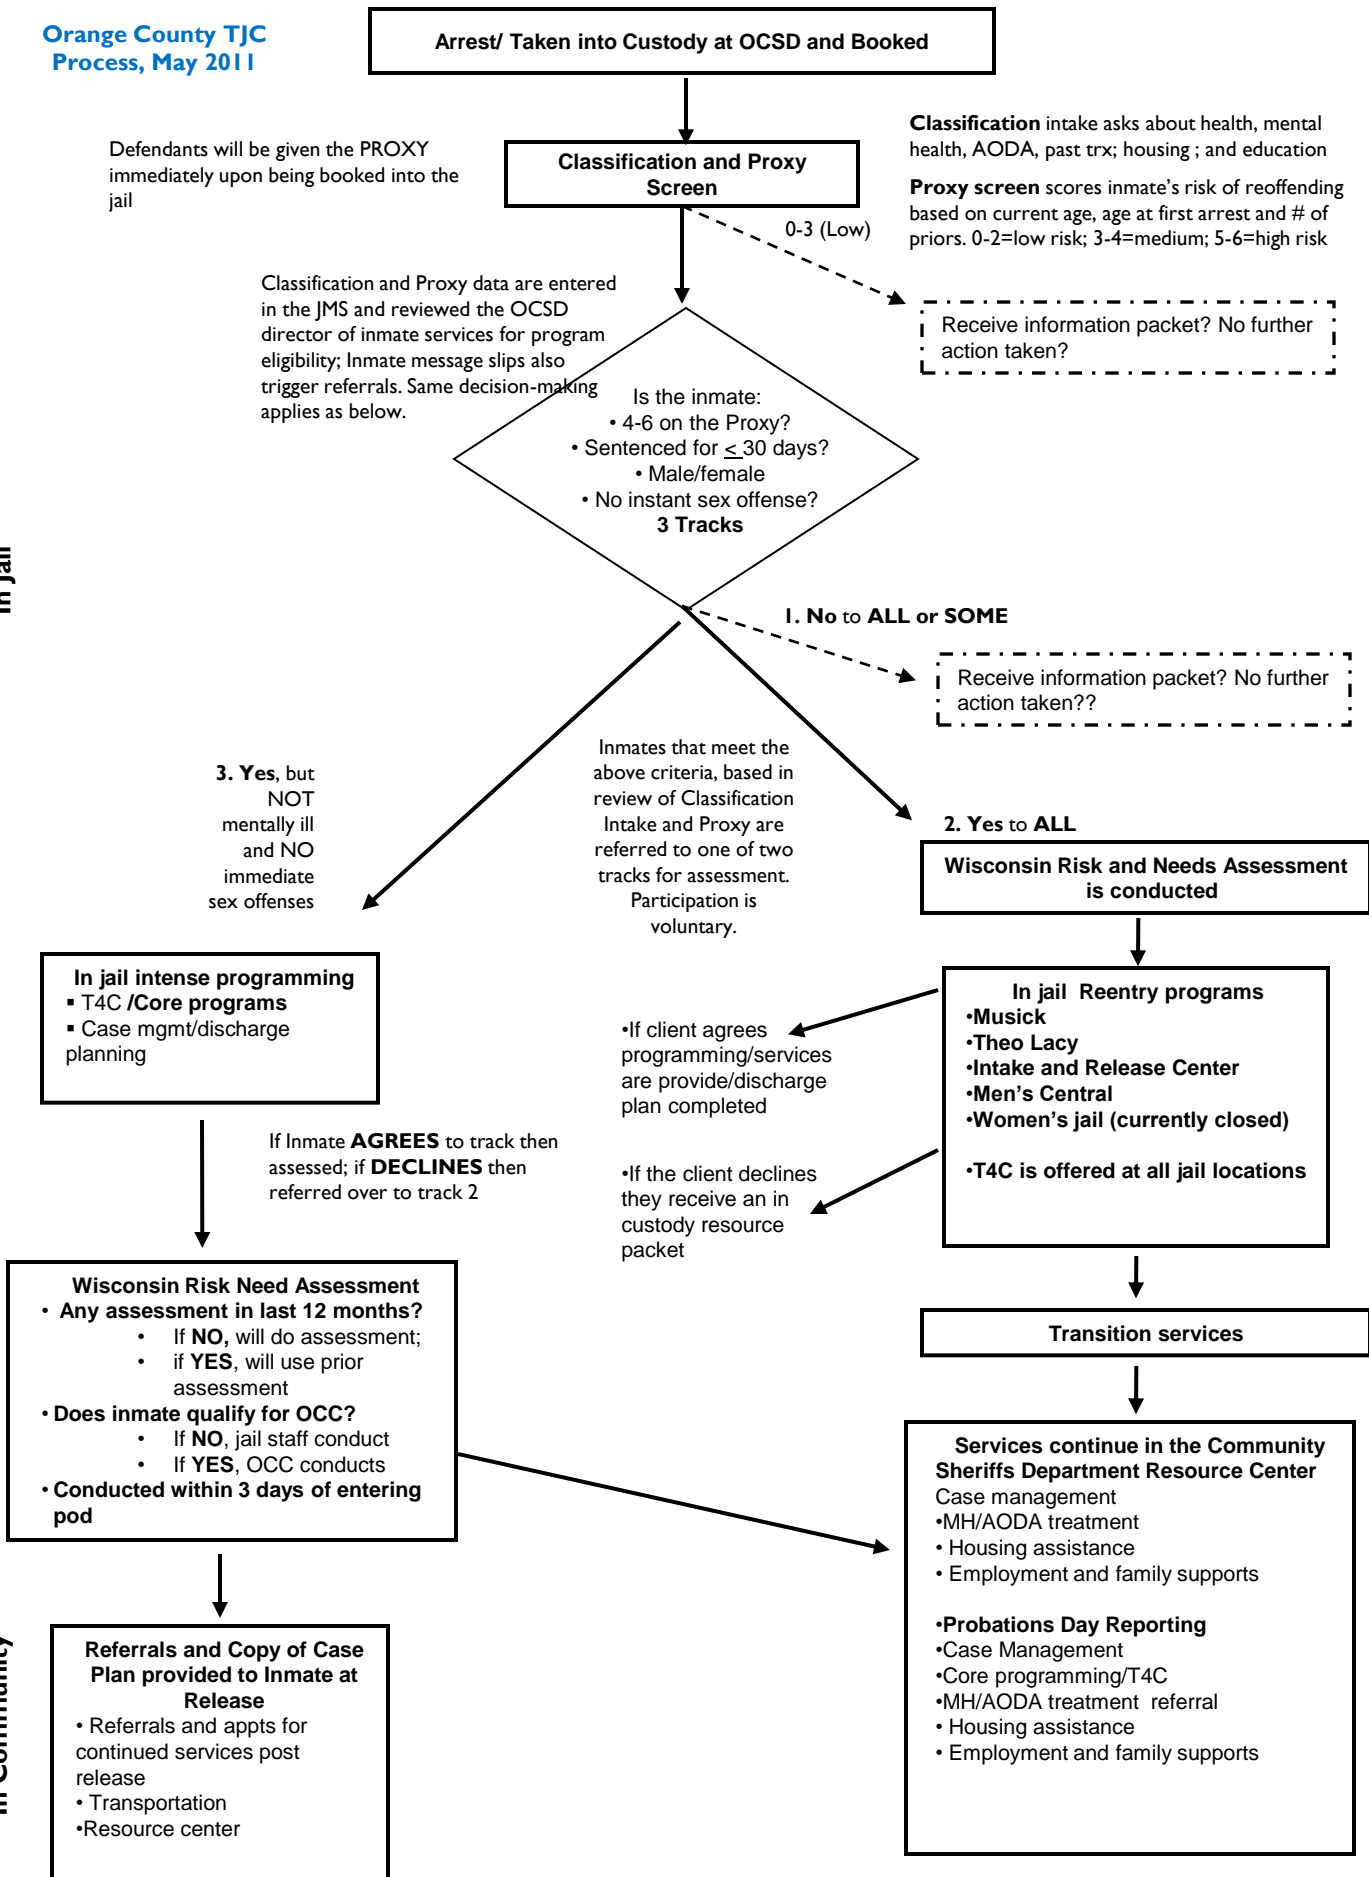 Orange County TJC
Process, May 2011
Arrest/ Taken into Custody at OCSD and Booked
Defendants will be given the PROXY
immediately upon being booked into the
jail
Classification and Proxy
Screen
Classification intake asks about health, mental
health, AODA, past trx; housing ; and education
Proxy screen scores inmate’s risk of reoffending
based on current age, age at first arrest and # of
priors. 0-2=low risk; 3-4=medium; 5-6=high risk
0-3 (Low)
Receive information packet? No further
action taken?
Classification and Proxy data are entered
in the JMS and reviewed the OCSD
director of inmate services for program
eligibility; Inmate message slips also
trigger referrals. Same decision-making
applies as below.
Is the inmate:
• 4-6 on the Proxy?
• Sentenced for < 30 days?
• Male/female
• No instant sex offense?
3 Tracks
In Jail
1. No to ALL or SOME
Receive information packet? No further
action taken??
3. Yes, but
NOT
mentally ill
and NO
immediate
sex offenses
Inmates that meet the
above criteria, based in
review of Classification
Intake and Proxy are
referred to one of two
tracks for assessment.
Participation is
voluntary.
2. Yes to ALL
Wisconsin Risk and Needs Assessment
is conducted
In jail intense programming
▪ T4C /Core programs
▪ Case mgmt/discharge
planning
In jail  Reentry programs
•Musick
•Theo Lacy
•Intake and Release Center
•Men’s Central
•Women’s jail (currently closed)
•T4C is offered at all jail locations
•If client agrees
programming/services
are provide/discharge
plan completed
•If the client declines
they receive an in
custody resource
packet
If Inmate AGREES to track then
assessed; if DECLINES then
referred over to track 2
Wisconsin Risk Need Assessment
• Any assessment in last 12 months?
• If NO, will do assessment;
• if YES, will use prior
assessment
• Does inmate qualify for OCC?
• If NO, jail staff conduct
• If YES, OCC conducts
• Conducted within 3 days of entering
pod
Transition services
Services continue in the Community
Sheriffs Department Resource Center
Case management
•MH/AODA treatment
• Housing assistance
• Employment and family supports
•Probations Day Reporting
•Case Management
•Core programming/T4C
•MH/AODA treatment  referral
• Housing assistance
• Employment and family supports
In Community
Referrals and Copy of Case
Plan provided to Inmate at
Release
• Referrals and appts for
continued services post
release
• Transportation
•Resource center